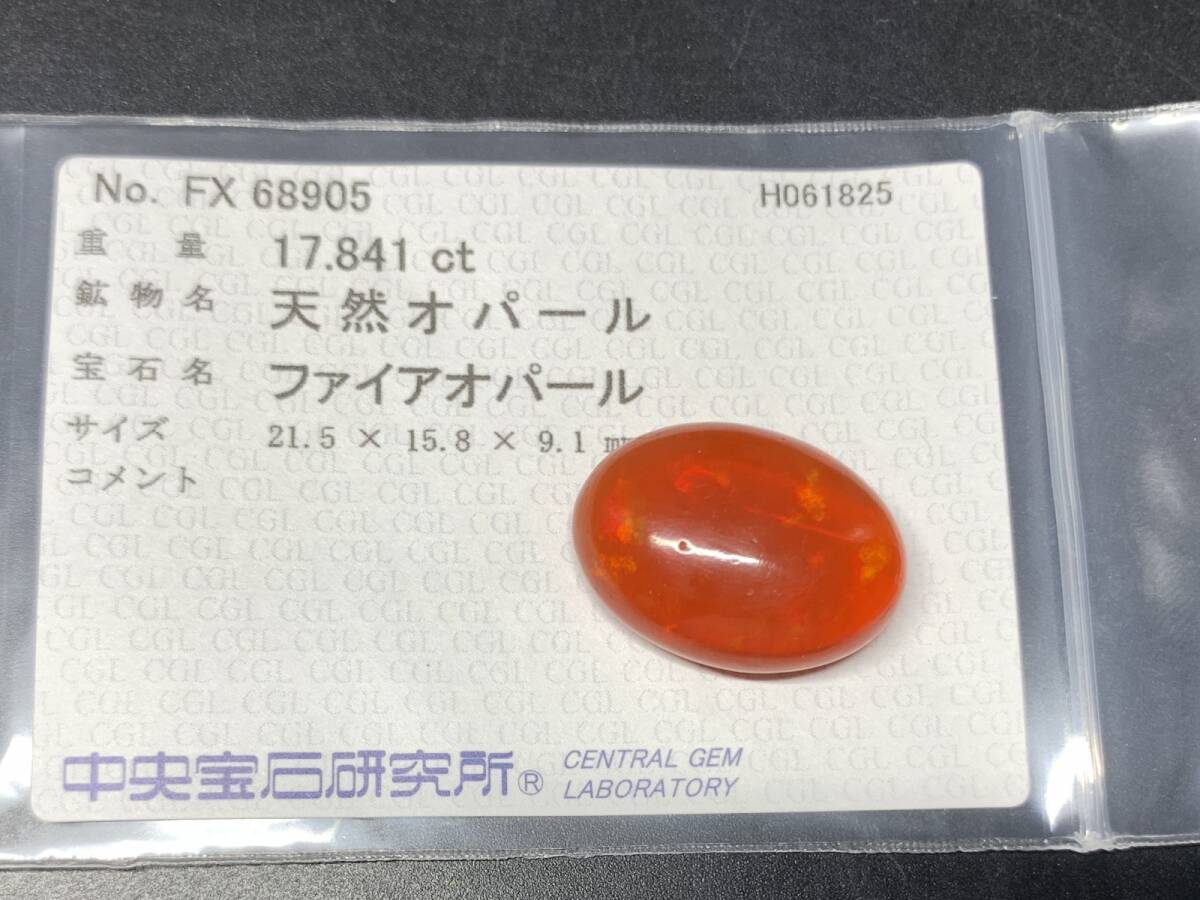 No. FX 68905 H061825
重量 17.841 ct
鉱物名 天然オパール
宝石名 ファイアオパール
サイズ 21.5 × 15.8 × 9.1
コメント
中央宝石研究所® CENTRAL GEM LABORATORY